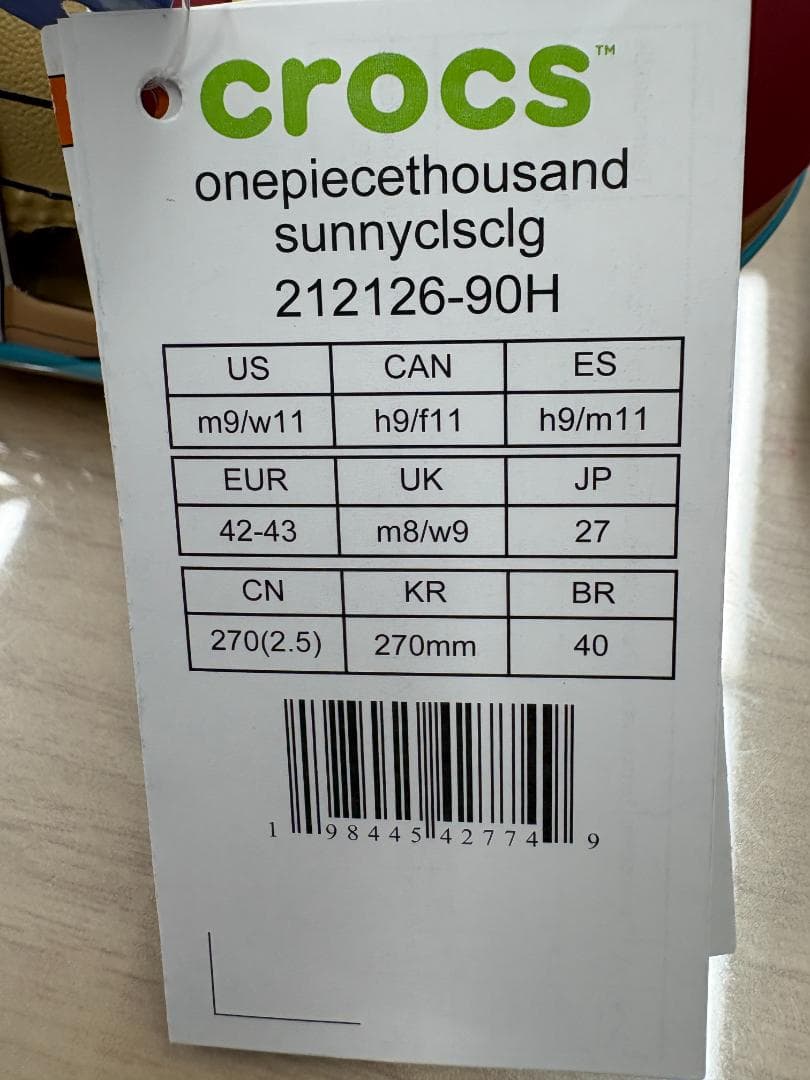 crocs™
onepiecethousand
sunnyclsclg
212126-90H
US CAN ES
m9/w11 h9/f11 h9/m11
EUR UK JP
42-43 m8/w9 27
CN KR BR
270(2.5) 270mm 40
1 98445 42774 9